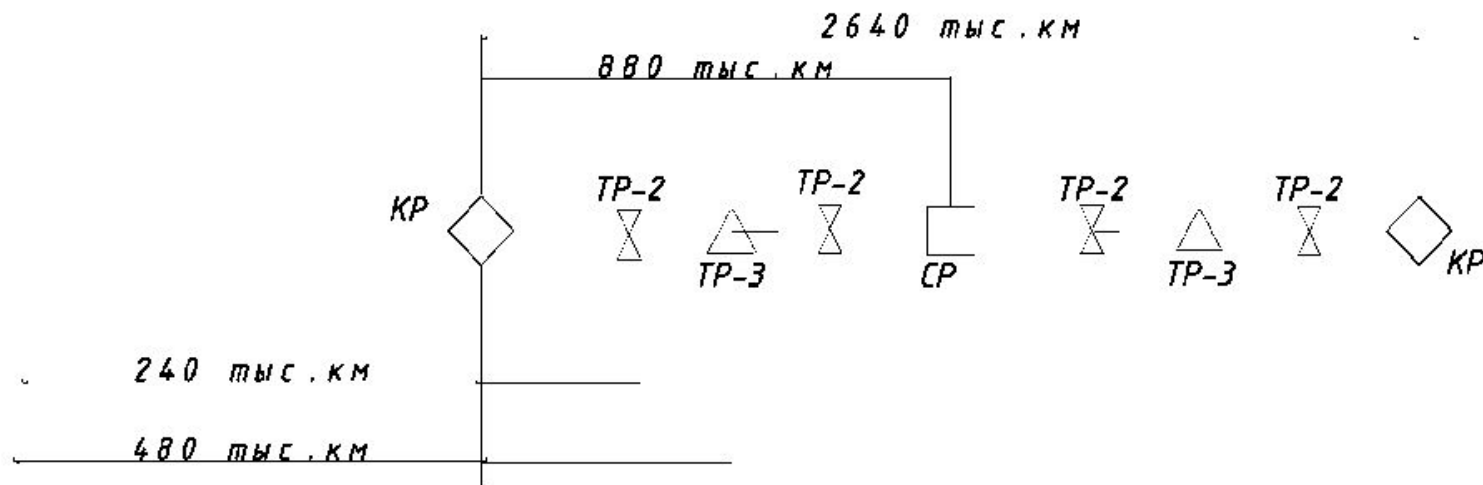 2640 тыс.км
880 тыс.км
КР
ТР-2
ТР-3
ТР-2
СР
ТР-2
ТР-3
ТР-2
КР
240 тыс.км
480 тыс.км